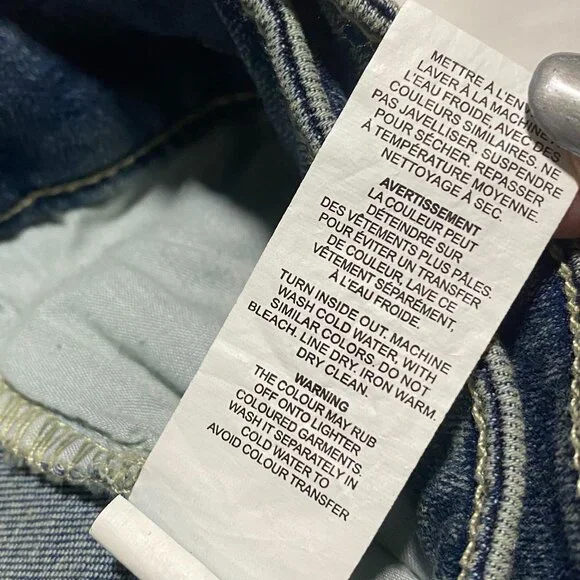 METTRE À L'ENV
LAVER À LA MACHINE
L'EAU FROIDE, AVEC DES
COULEURS SIMILAIRES, NE
PAS JAVELLISER, SUSPENDRE
POUR SÉCHER, REPASSER
À TEMPÉRATURE MOYENNE.
NETTOYAGE À SEC.
AVERTISSEMENT
LA COULEUR PEUT
DÉTEINDRE SUR
DES VÊTEMENTS PLUS PÂLES.
POUR ÉVITER UN TRANSFER
DE COULEUR, LAVE CE
VÊTEMENT SÉPARÉMENT,
À L'EAU FROIDE.
TURN INSIDE OUT. MACHINE
WASH COLD WATER, WITH
SIMILAR COLORS. DO NOT
BLEACH. LINE DRY. IRON WARM.
DRY CLEAN.
WARNING
THE COLOUR MAY RUB
OFF ONTO LIGHTER
COLOURED GARMENTS
WASH IT SEPARATELY IN
COLD WATER TO
AVOID COLOUR TRANSFER